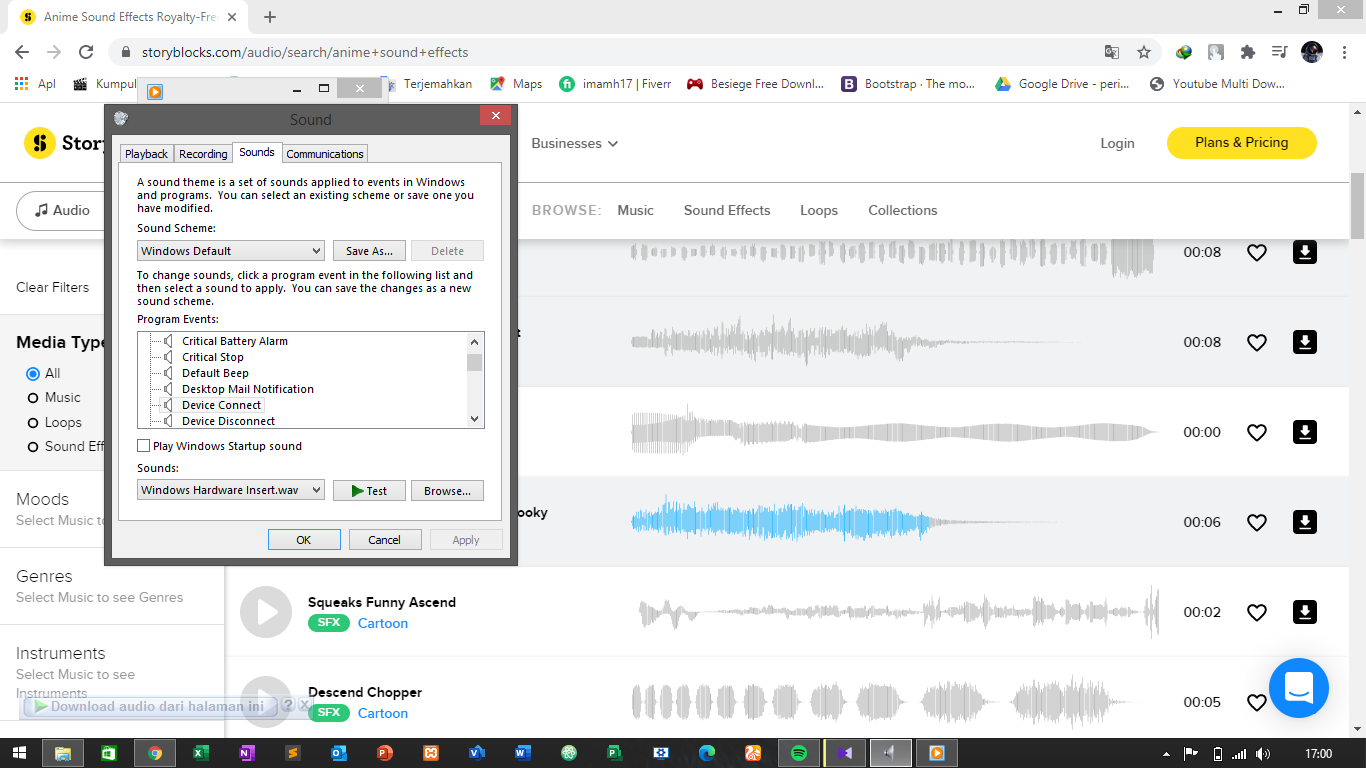 Anime Sound Effects Royalty-Fre
storyblocks.com/audio/search/anime+sound+effects
Apl
Kumpul
Terjemahkan
Maps
imamh17 | Fiverr
Besiege Free Downl...
Bootstrap · The mo...
Google Drive - peri...
Youtube Multi Dow...
Story
Businesses
Login
Plans & Pricing
Audio
BROWSE:
Music
Sound Effects
Loops
Collections
Sound
Playback
Recording
Sounds
Communications
A sound theme is a set of sounds applied to events in Windows
and programs. You can select an existing scheme or save one you
have modified.
Sound Scheme:
Windows Default
Save As...
Delete
To change sounds, click a program event in the following list and
then select a sound to apply. You can save the changes as a new
sound scheme.
Program Events:
Critical Battery Alarm
Critical Stop
Default Beep
Desktop Mail Notification
Device Connect
Device Disconnect
Play Windows Startup sound
Sounds:
Windows Hardware Insert.wav
Test
Browse...
OK
Cancel
Apply
Clear Filters
Media Type
All
Music
Loops
Sound Eff
Moods
Select Music to
Genres
Select Music to see Genres
Instruments
Select Music to see
Instruments
Download audio dari halaman ini
?
X
00:08
00:08
00:00
ooky
00:06
Squeaks Funny Ascend
SFX
Cartoon
00:02
Descend Chopper
SFX
Cartoon
00:05
17:00